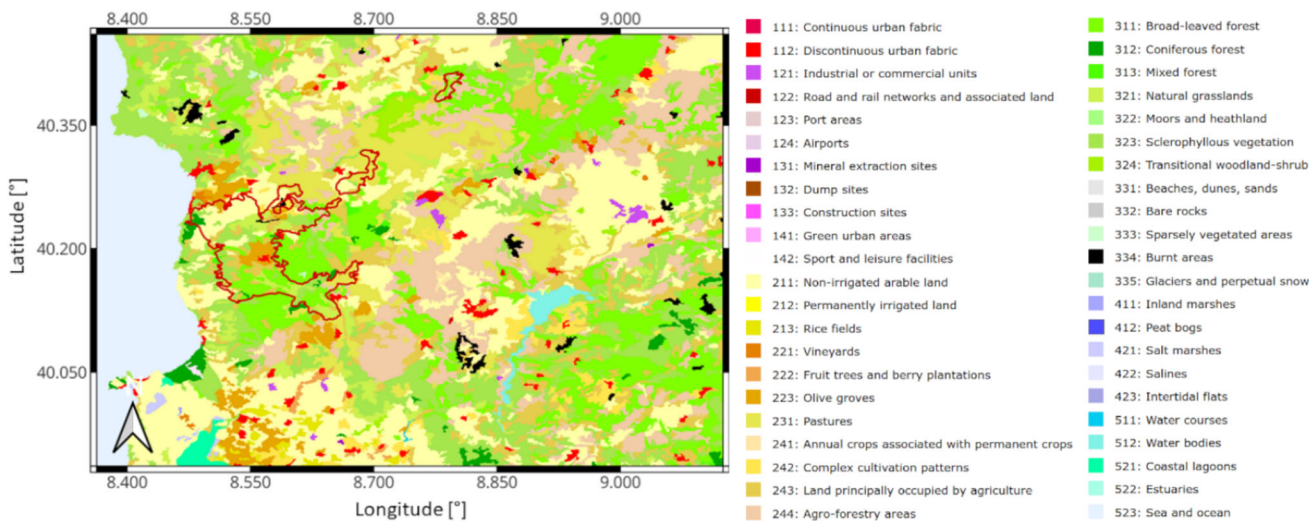 8.400 8.550 8.700 8.850 9.000
40.350
40.200
40.050
Latitude [°]
8.400 8.550 8.700 8.850 9.000
Longitude [°]
111: Continuous urban fabric
112: Discontinuous urban fabric
121: Industrial or commercial units
122: Road and rail networks and associated land
123: Port areas
124: Airports
131: Mineral extraction sites
132: Dump sites
133: Construction sites
141: Green urban areas
142: Sport and leisure facilities
211: Non-irrigated arable land
212: Permanently irrigated land
213: Rice fields
221: Vineyards
222: Fruit trees and berry plantations
223: Olive groves
231: Pastures
241: Annual crops associated with permanent crops
242: Complex cultivation patterns
243: Land principally occupied by agriculture
244: Agro-forestry areas
311: Broad-leaved forest
312: Coniferous forest
313: Mixed forest
321: Natural grasslands
322: Moors and heathland
323: Sclerophyllous vegetation
324: Transitional woodland-shrub
331: Beaches, dunes, sands
332: Bare rocks
333: Sparsely vegetated areas
334: Burnt areas
335: Glaciers and perpetual snow
411: Inland marshes
412: Peat bogs
421: Salt marshes
422: Salines
423: Intertidal flats
511: Water courses
512: Water bodies
521: Coastal lagoons
522: Estuaries
523: Sea and ocean